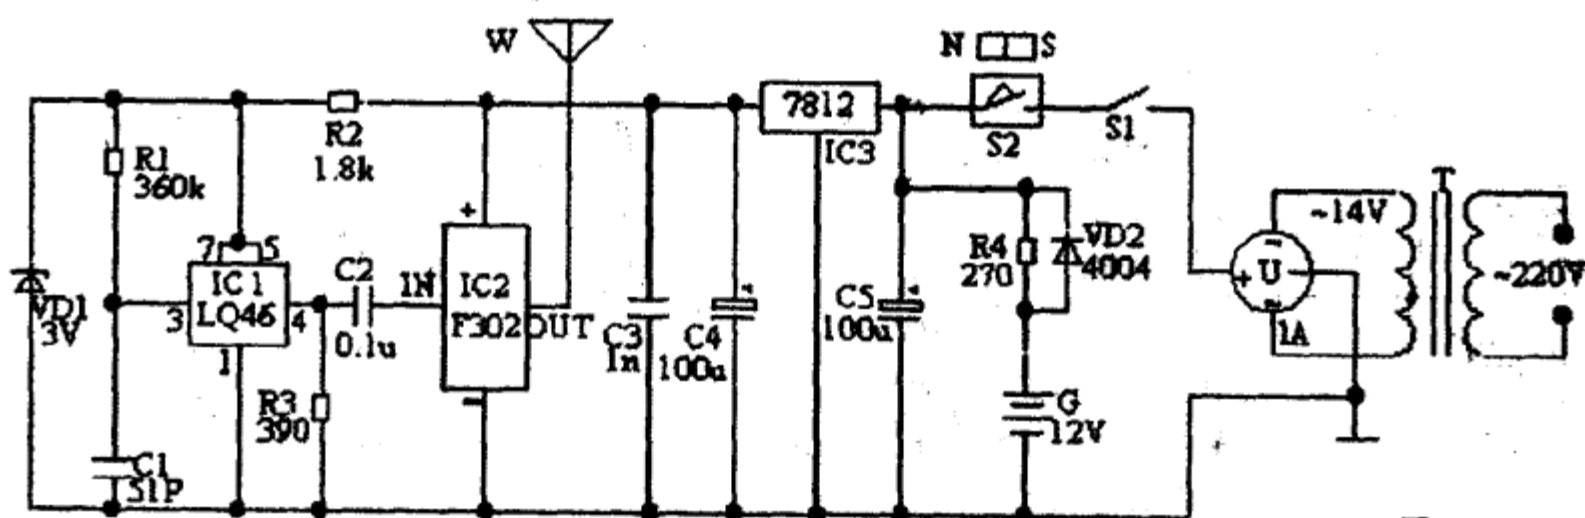 W
N S
7812
IC3
S2
S1
R2
1.8k
R1
360k
T
~14V
~220V
+
7 5
IC1
LQ46
3 4
1
C2
0.1u
IN
IC2
F302
OUT
-
VD1
3V
R3
390
C1
51P
C3
1n
C4
100u
C5
100u
R4
270
VD2
4004
G
12V
~
+ U -
~
1A